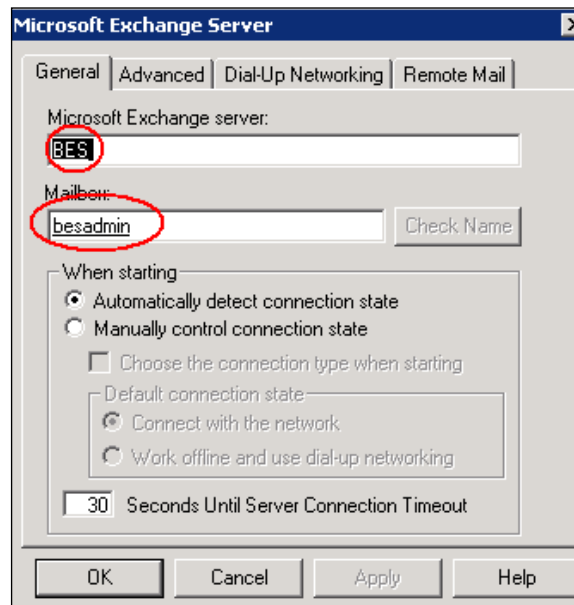 Microsoft Exchange Server
General Advanced Dial-Up Networking Remote Mail
Microsoft Exchange server:
BES
Mailbox:
besadmin Check Name
When starting
Automatically detect connection state
Manually control connection state
Choose the connection type when starting
Default connection state
Connect with the network
Work offline and use dial-up networking
30 Seconds Until Server Connection Timeout
OK Cancel Apply Help